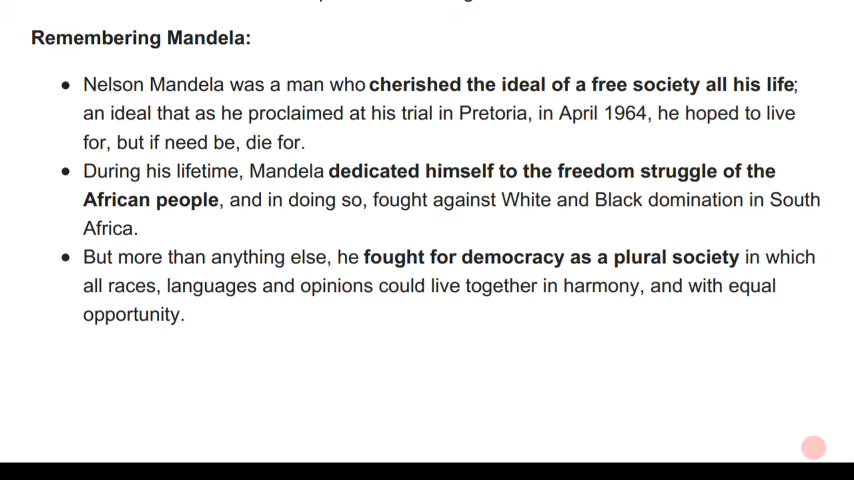 Remembering Mandela:
● Nelson Mandela was a man who cherished the ideal of a free society all his life;
an ideal that as he proclaimed at his trial in Pretoria, in April 1964, he hoped to live
for, but if need be, die for.
● During his lifetime, Mandela dedicated himself to the freedom struggle of the
African people, and in doing so, fought against White and Black domination in South
Africa.
● But more than anything else, he fought for democracy as a plural society in which
all races, languages and opinions could live together in harmony, and with equal
opportunity.